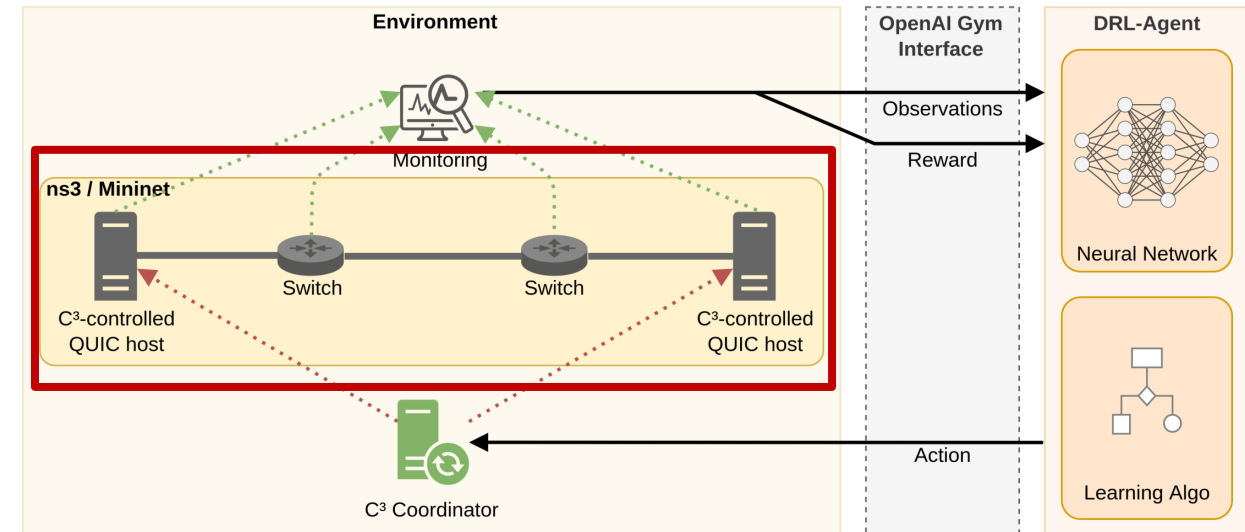 Environment
OpenAI Gym
Interface
DRL-Agent
Observations
Monitoring
Reward
ns3 / Mininet
Neural Network
Switch
Switch
C³-controlled
QUIC host
C³-controlled
QUIC host
Action
Learning Algo
C³ Coordinator